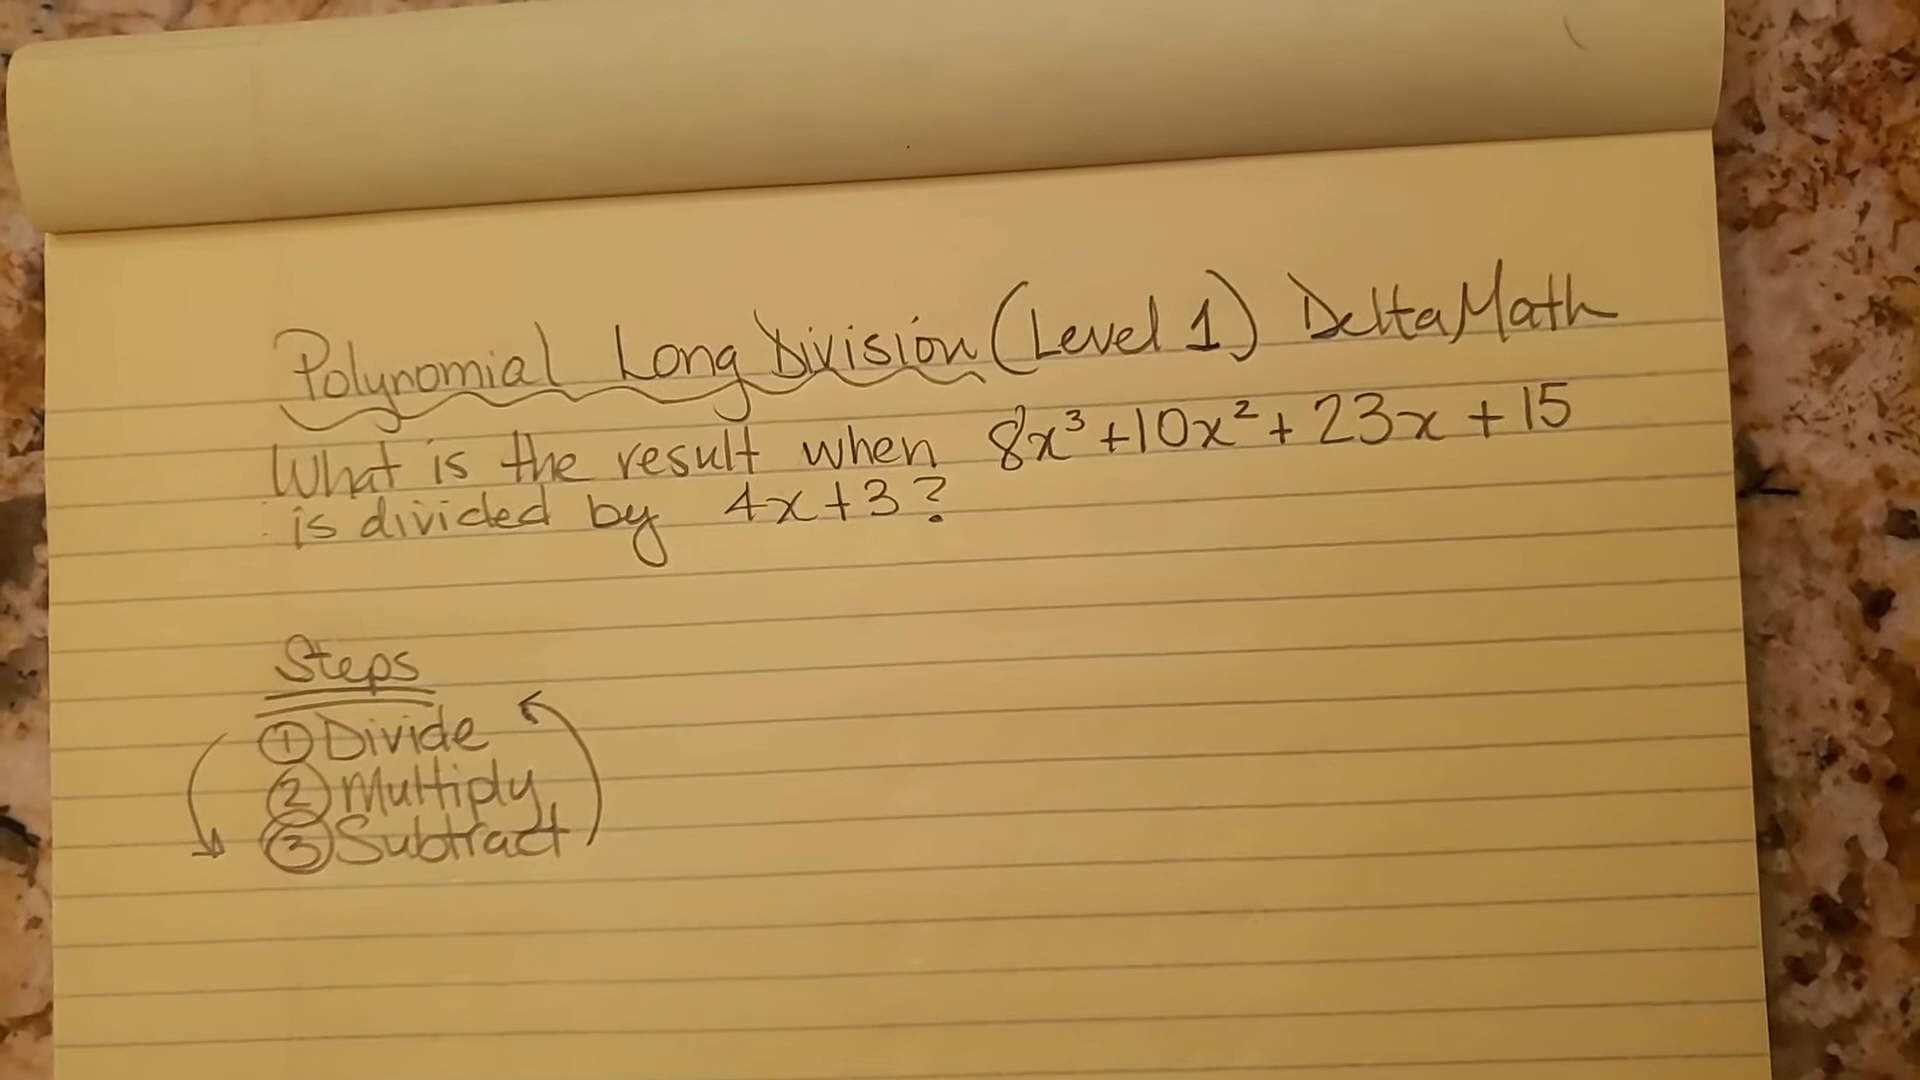 Polynomial Long Division (Level 1) DeltaMath
What is the result when 8x³ + 10x² + 23x + 15
is divided by 4x + 3?
Steps
① Divide
② Multiply
③ Subtract